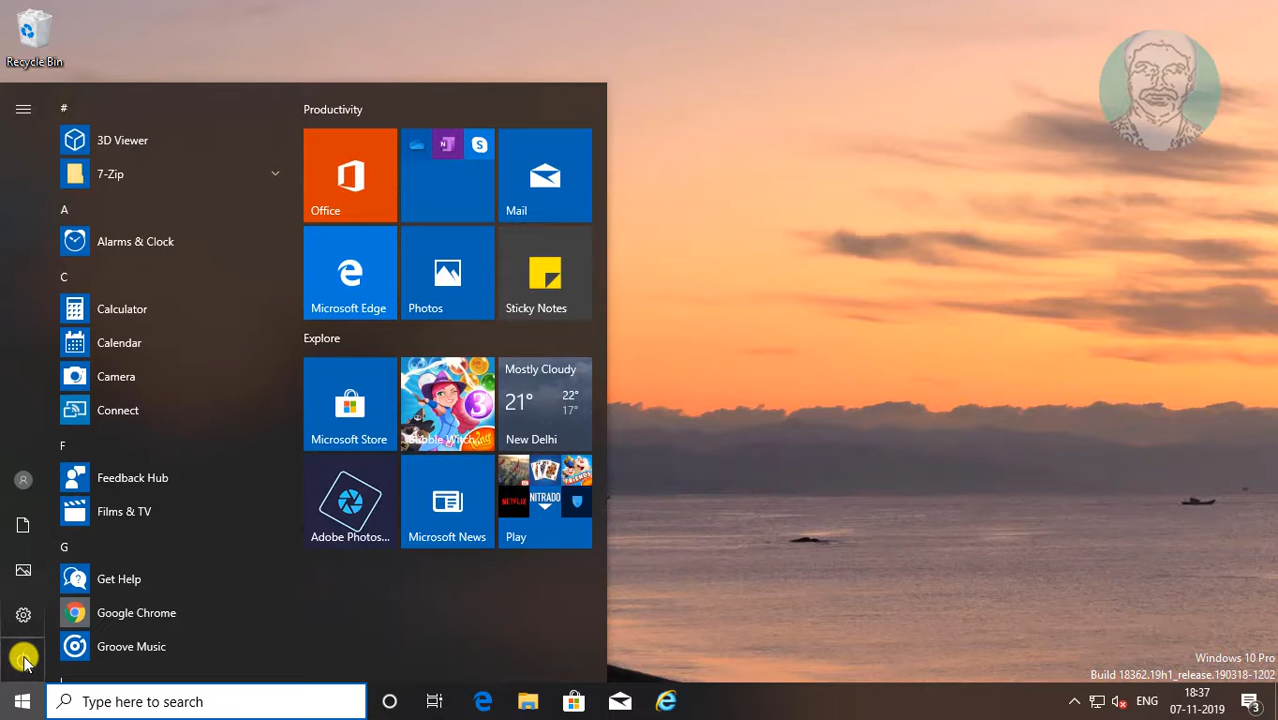 Recycle Bin
#
3D Viewer
7-Zip
A
Alarms & Clock
C
Calculator
Calendar
Camera
Connect
F
Feedback Hub
Films & TV
G
Get Help
Google Chrome
Groove Music
Productivity
Office
Mail
Microsoft Edge
Photos
Sticky Notes
Explore
Microsoft Store
Bubble Witch...
Mostly Cloudy
21°
22°
17°
New Delhi
Adobe Photos...
Microsoft News
NETFLIX
NITRADO
FRIENDS
Play
Windows 10 Pro
Build 18362.19h1_release.190318-1202
Type here to search
ENG
18:37
07-11-2019
3